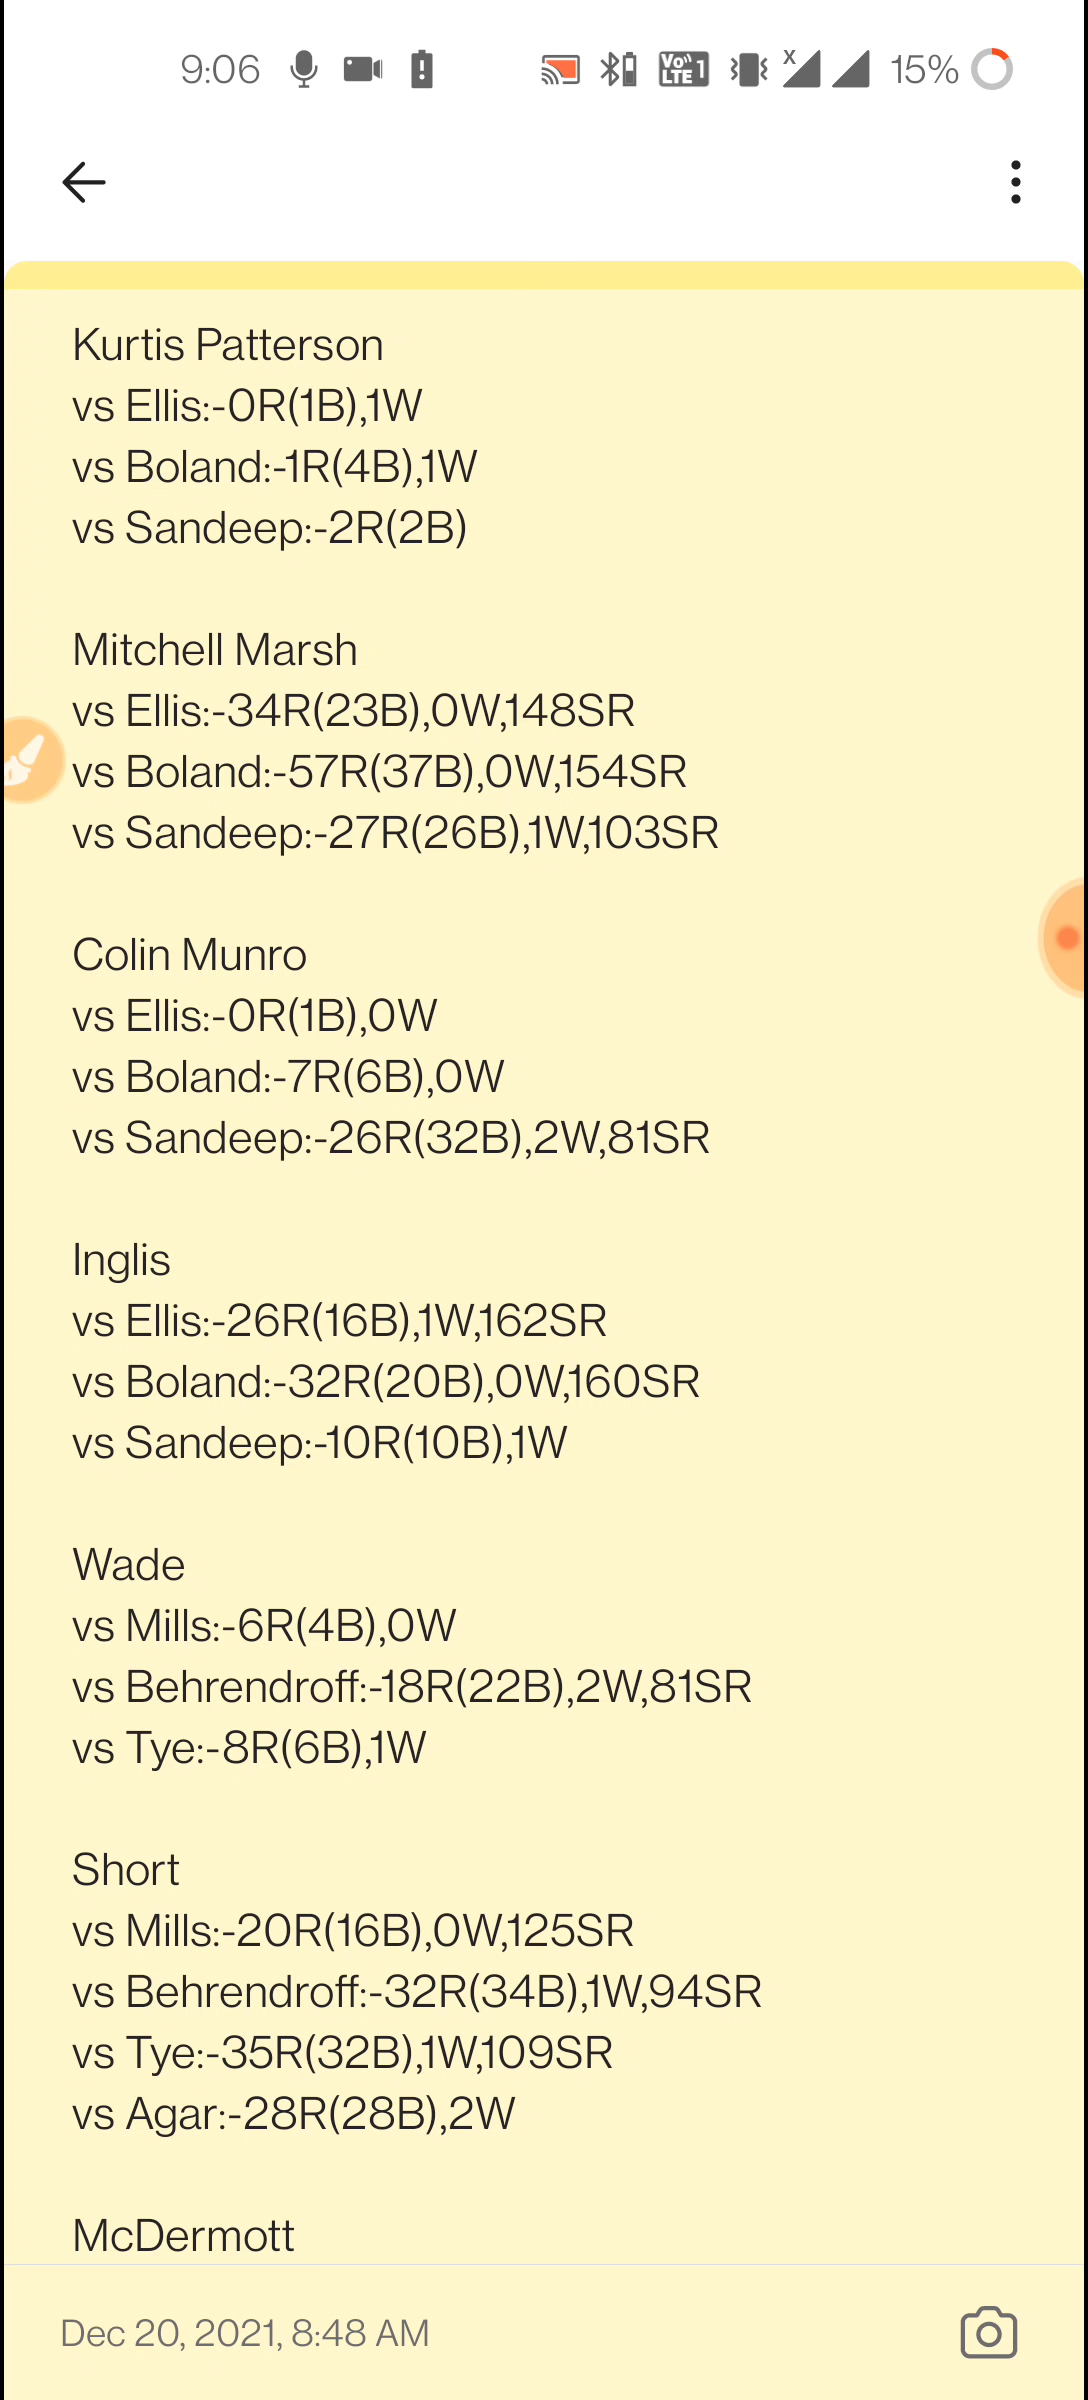 9:06 Vo)) LTE 1 x 15%
Kurtis Patterson
vs Ellis:-0R(1B),1W
vs Boland:-1R(4B),1W
vs Sandeep:-2R(2B)
Mitchell Marsh
vs Ellis:-34R(23B),0W,148SR
vs Boland:-57R(37B),0W,154SR
vs Sandeep:-27R(26B),1W,103SR
Colin Munro
vs Ellis:-0R(1B),0W
vs Boland:-7R(6B),0W
vs Sandeep:-26R(32B),2W,81SR
Inglis
vs Ellis:-26R(16B),1W,162SR
vs Boland:-32R(20B),0W,160SR
vs Sandeep:-10R(10B),1W
Wade
vs Mills:-6R(4B),0W
vs Behrendroff:-18R(22B),2W,81SR
vs Tye:-8R(6B),1W
Short
vs Mills:-20R(16B),0W,125SR
vs Behrendroff:-32R(34B),1W,94SR
vs Tye:-35R(32B),1W,109SR
vs Agar:-28R(28B),2W
McDermott
Dec 20, 2021, 8:48 AM